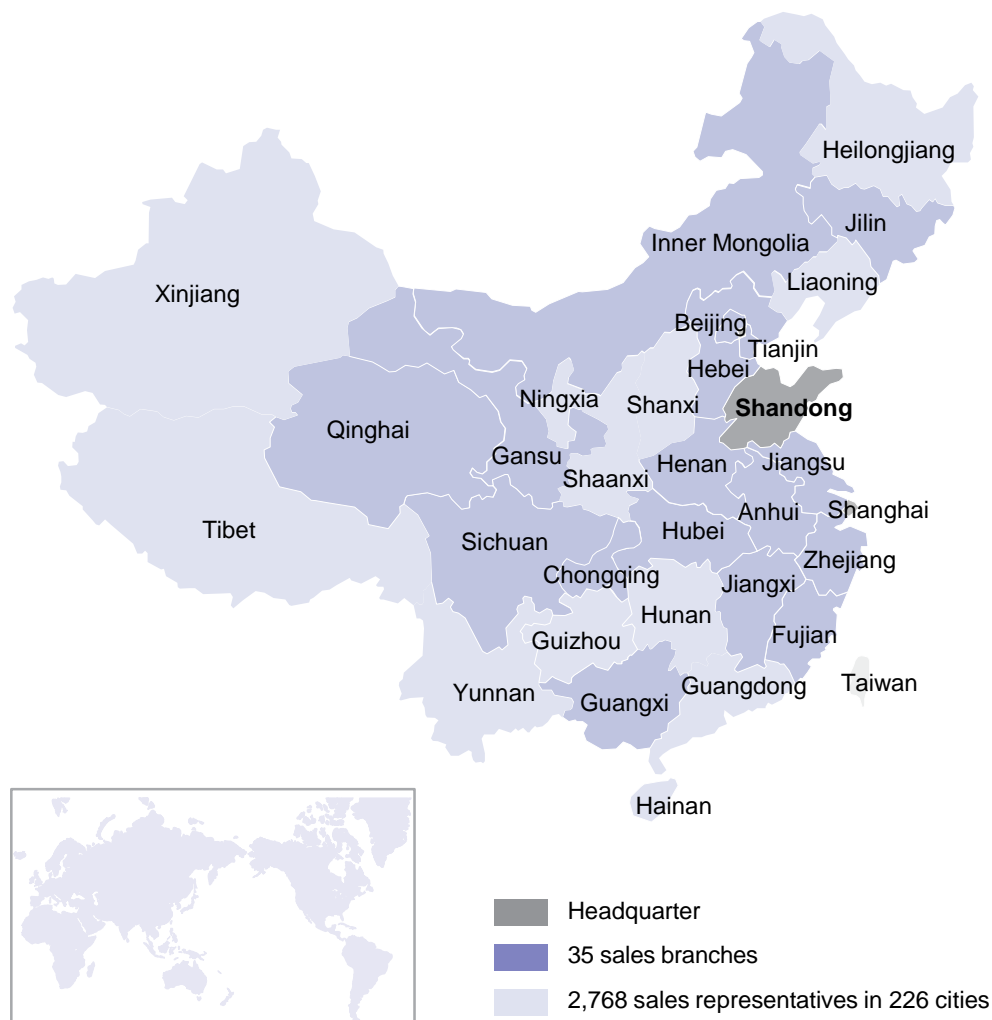 Heilongjiang
Jilin
Inner Mongolia
Liaoning
Xinjiang
Beijing
Tianjin
Hebei
Ningxia
Shanxi
Shandong
Qinghai
Gansu
Henan
Jiangsu
Shaanxi
Anhui
Shanghai
Tibet
Hubei
Sichuan
Zhejiang
Chongqing
Jiangxi
Hunan
Fujian
Guizhou
Taiwan
Guangdong
Yunnan
Guangxi
Hainan
Headquarter
35 sales branches
2,768 sales representatives in 226 cities